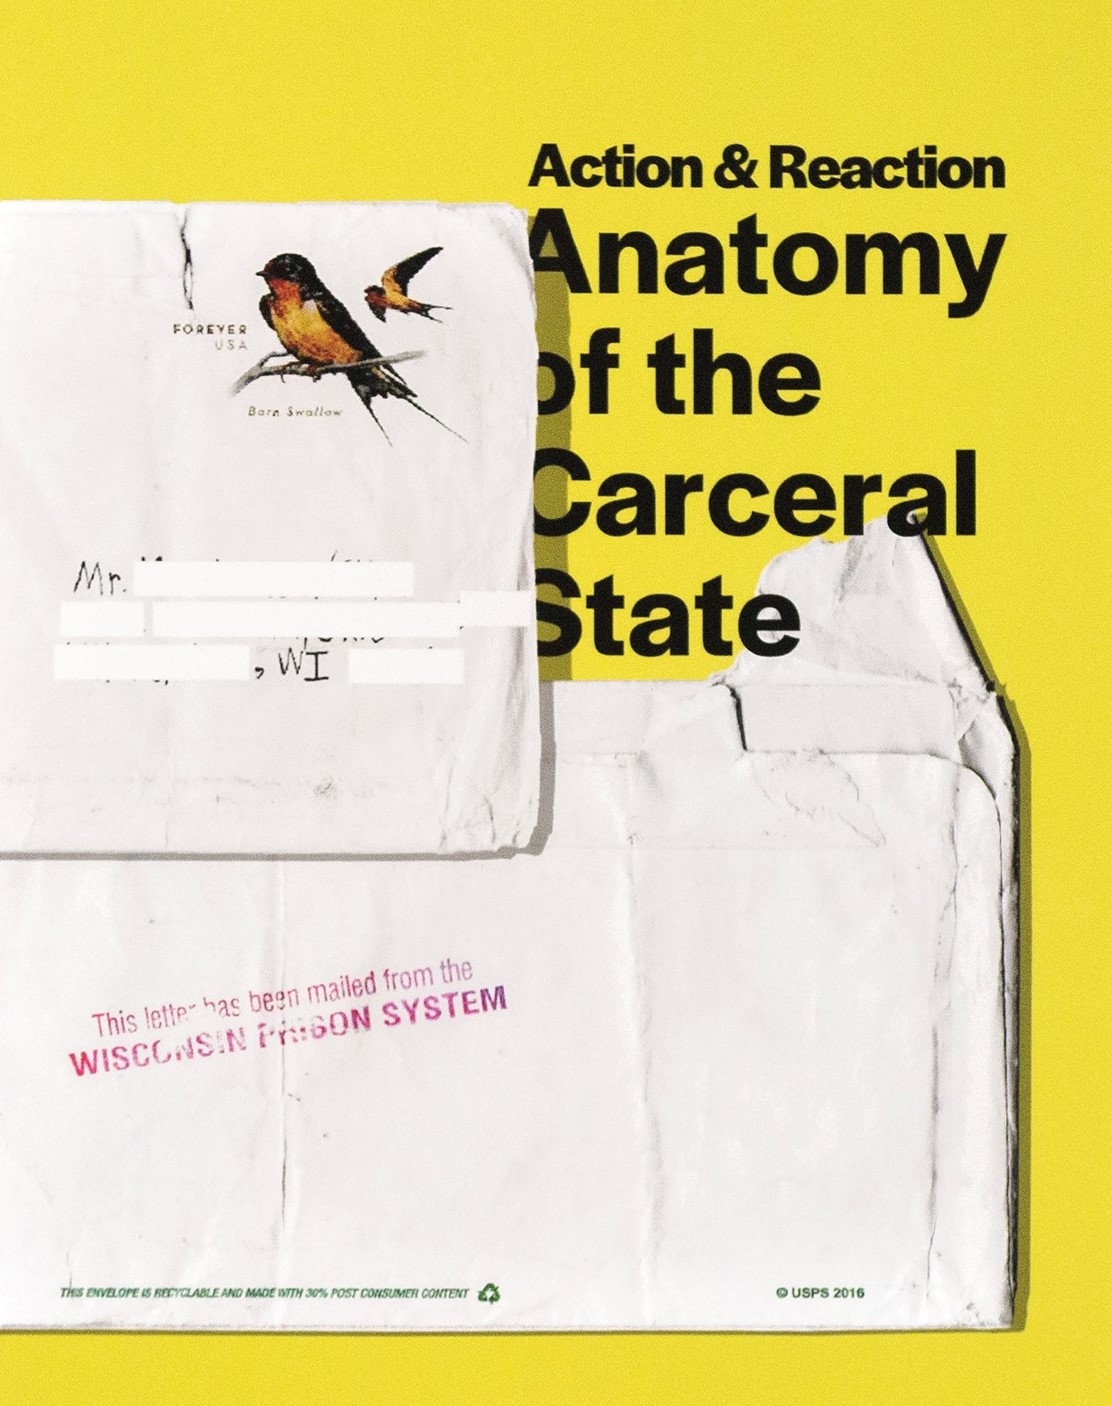 Action & Reaction
Anatomy
of the
Carceral
State
FOREVER
USA
Barn Swallow
Mr.
, WI
This letter has been mailed from the
WISCONSIN PRISON SYSTEM
THIS ENVELOPE IS RECYCLABLE AND MADE WITH 30% POST CONSUMER CONTENT
© USPS 2016